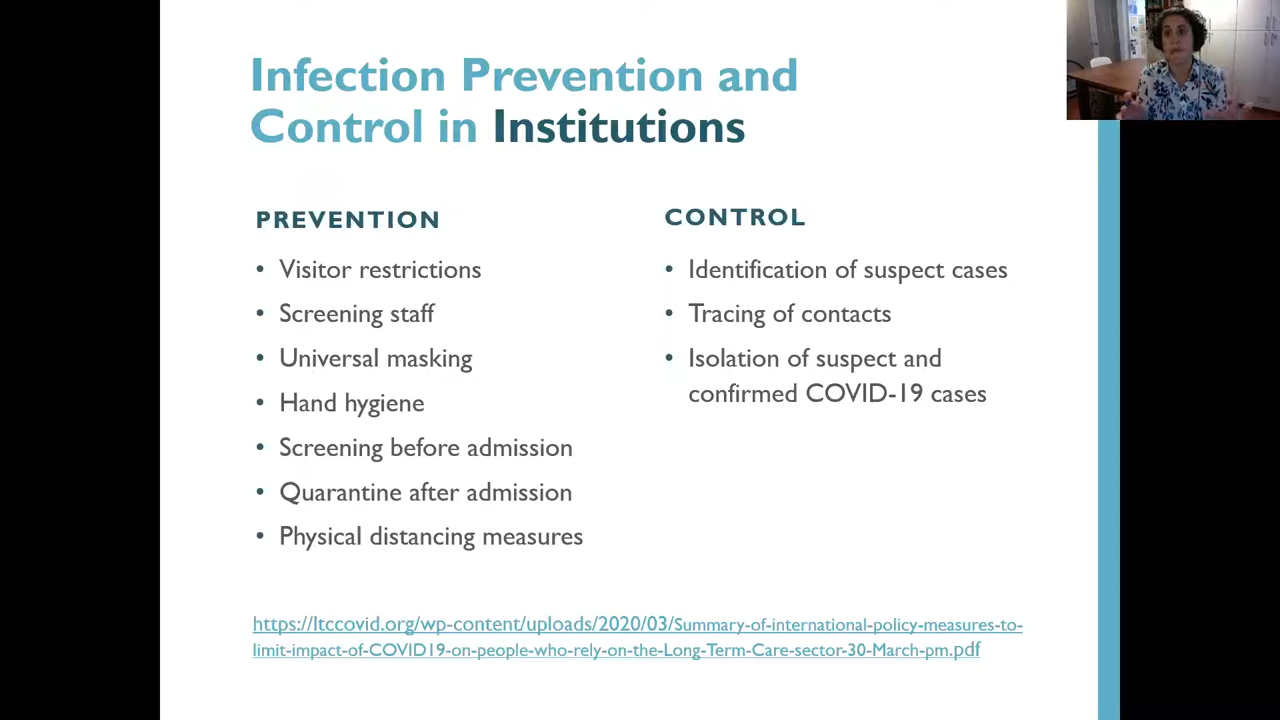 Infection Prevention and
Control in Institutions
PREVENTION
• Visitor restrictions
• Screening staff
• Universal masking
• Hand hygiene
• Screening before admission
• Quarantine after admission
• Physical distancing measures
CONTROL
• Identification of suspect cases
• Tracing of contacts
• Isolation of suspect and
confirmed COVID-19 cases
https://ltccovid.org/wp-content/uploads/2020/03/Summary-of-international-policy-measures-to-
limit-impact-of-COVID19-on-people-who-rely-on-the-Long-Term-Care-sector-30-March-pm.pdf